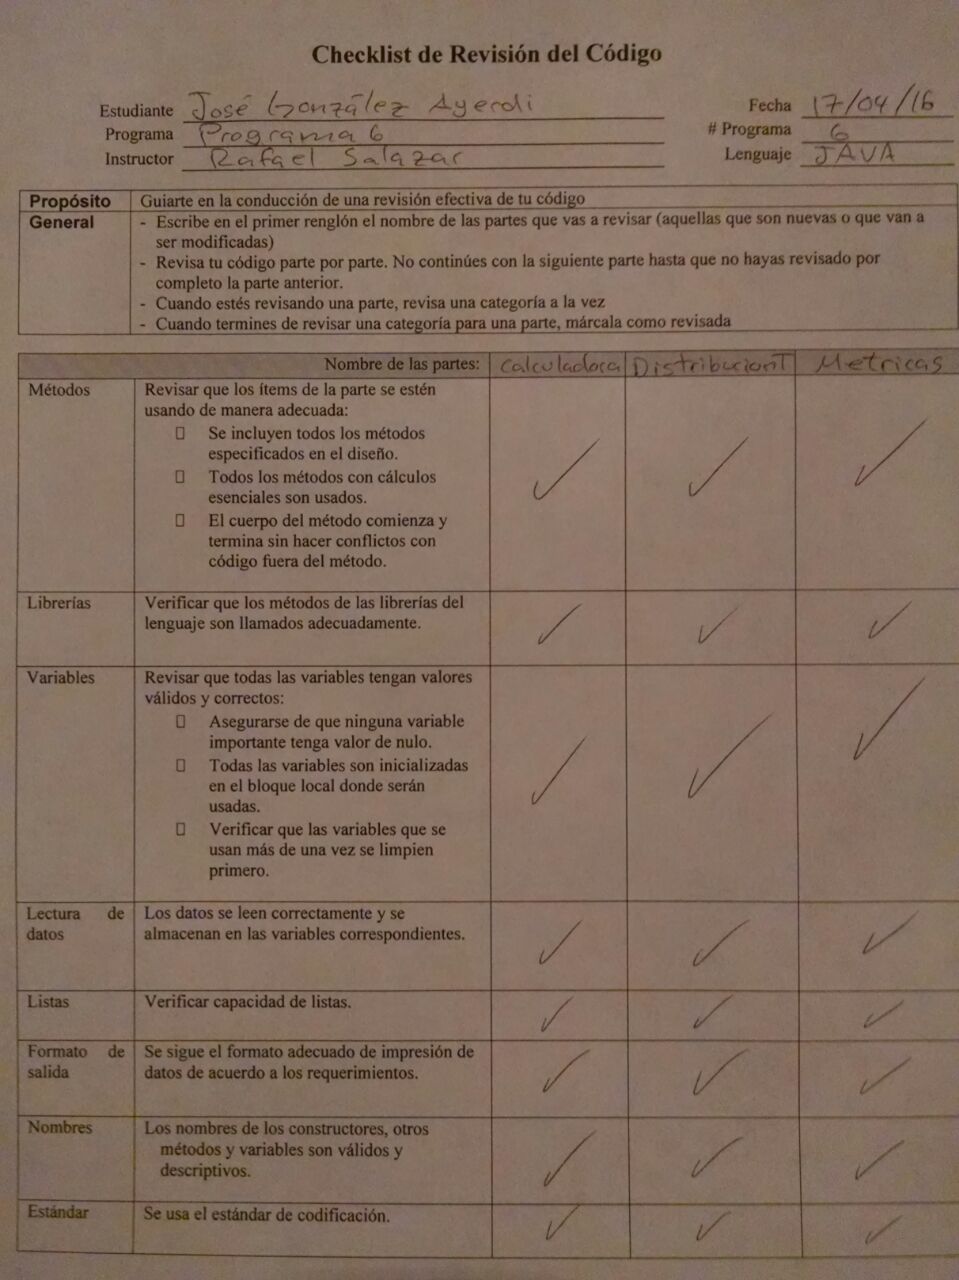 Checklist de Revisión del Código
Estudiante José González Ayerdi Fecha 17/04/16
Programa Programa 6 # Programa 6
Instructor Rafael Salazar Lenguaje JAVA
Propósito Guiarte en la conducción de una revisión efectiva de tu código
General - Escribe en el primer renglón el nombre de las partes que vas a revisar (aquellas que son nuevas o que van a
ser modificadas)
- Revisa tu código parte por parte. No continúes con la siguiente parte hasta que no hayas revisado por
completo la parte anterior.
- Cuando estés revisando una parte, revisa una categoría a la vez
- Cuando termines de revisar una categoría para una parte, márcala como revisada
Nombre de las partes: Calculadora DistribucionT Metricas
Métodos Revisar que los ítems de la parte se estén
usando de manera adecuada:
Se incluyen todos los métodos
especificados en el diseño.
Todos los métodos con cálculos
esenciales son usados.
El cuerpo del método comienza y
termina sin hacer conflictos con
código fuera del método.
Librerías Verificar que los métodos de las librerías del
lenguaje son llamados adecuadamente.
Variables Revisar que todas las variables tengan valores
válidos y correctos:
Asegurarse de que ninguna variable
importante tenga valor de nulo.
Todas las variables son inicializadas
en el bloque local donde serán
usadas.
Verificar que las variables que se
usan más de una vez se limpien
primero.
Lectura de Los datos se leen correctamente y se
datos almacenan en las variables correspondientes.
Listas Verificar capacidad de listas.
Formato de Se sigue el formato adecuado de impresión de
salida datos de acuerdo a los requerimientos.
Nombres Los nombres de los constructores, otros
métodos y variables son válidos y
descriptivos.
Estándar Se usa el estándar de codificación.